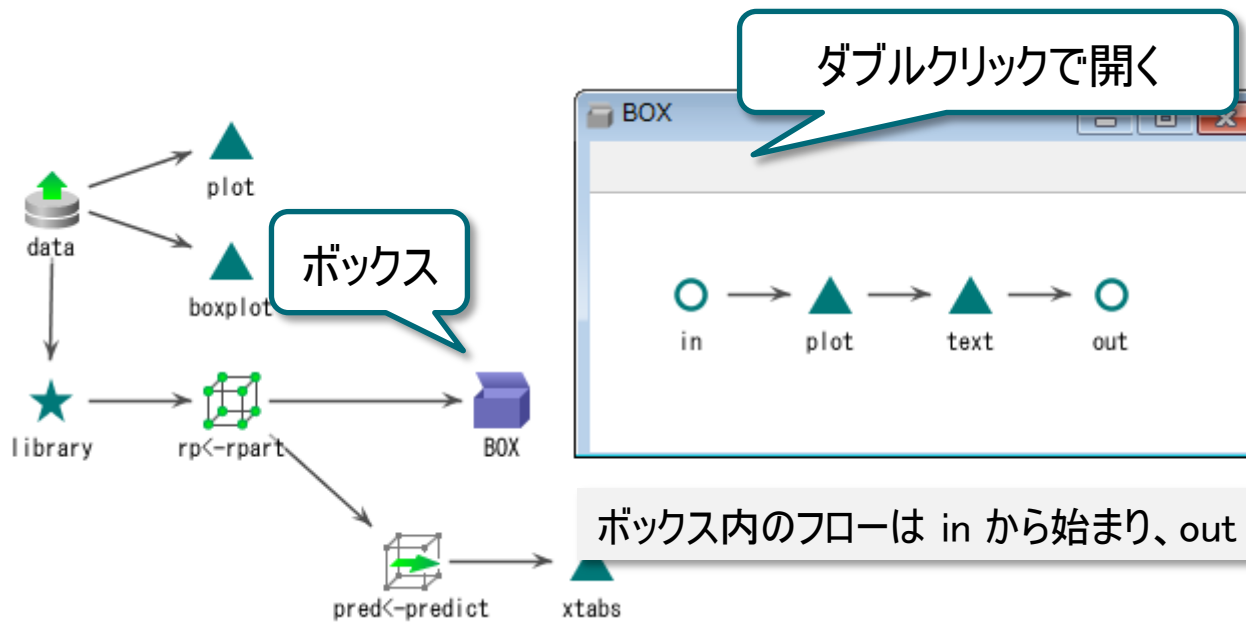 ダブルクリックで開く
BOX
plot
data
ボックス
boxplot
in
plot
text
out
library
rp<-rpart
BOX
ボックス内のフローは in から始まり、out
pred<-predict
xtabs